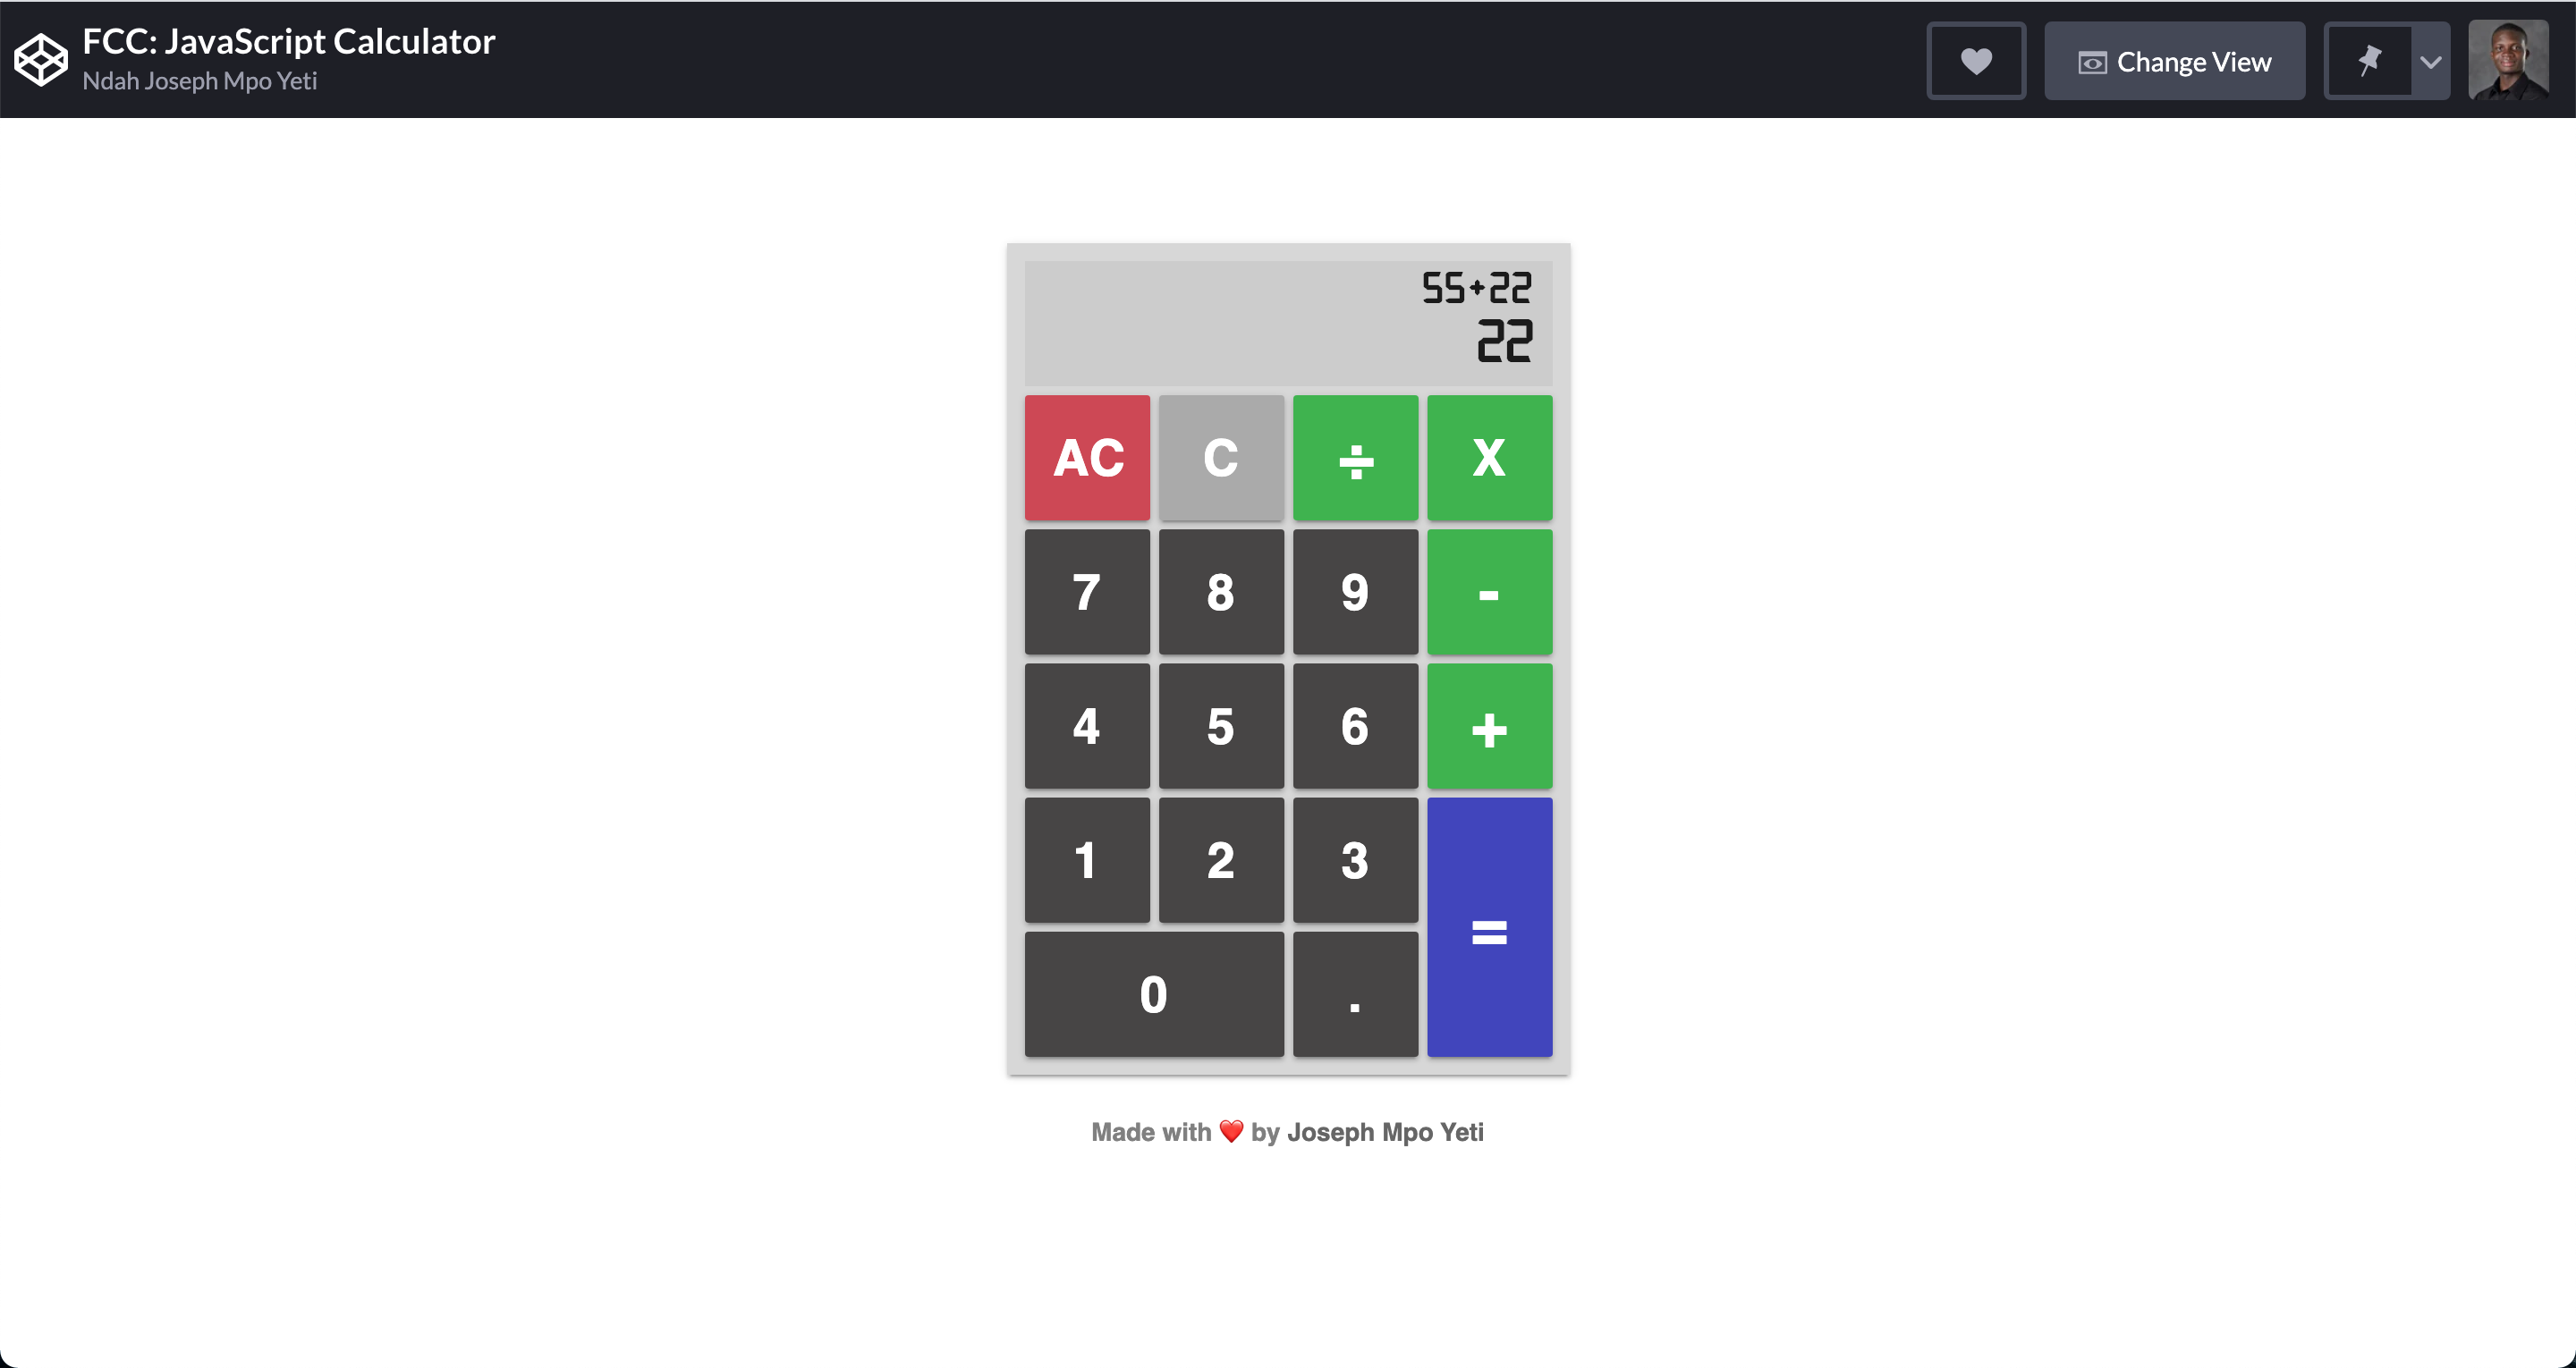 FCC: JavaScript Calculator
Ndah Joseph Mpo Yeti
Change View
55+22
22
AC C ÷ X
7 8 9 -
4 5 6 +
1 2 3 =
0 .
Made with ❤️ by Joseph Mpo Yeti